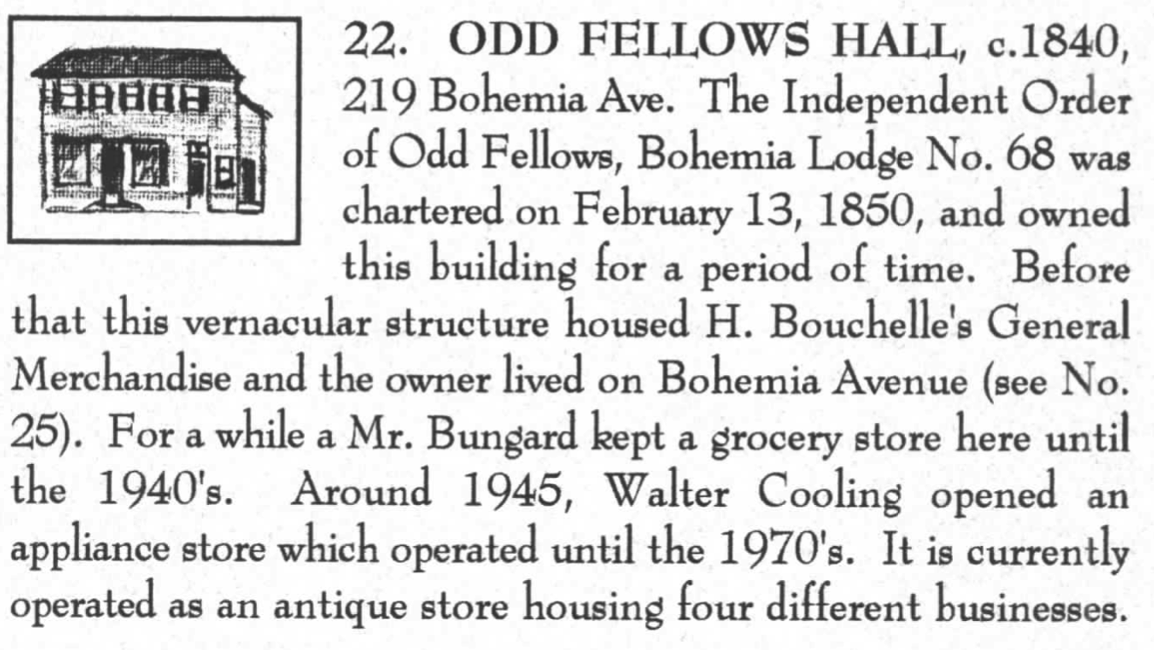 22. ODD FELLOWS HALL, c.1840,
219 Bohemia Ave. The Independent Order
of Odd Fellows, Bohemia Lodge No. 68 was
chartered on February 13, 1850, and owned
this building for a period of time. Before
that this vernacular structure housed H. Bouchelle's General
Merchandise and the owner lived on Bohemia Avenue (see No.
25). For a while a Mr. Bungard kept a grocery store here until
the 1940's. Around 1945, Walter Cooling opened an
appliance store which operated until the 1970's. It is currently
operated as an antique store housing four different businesses.